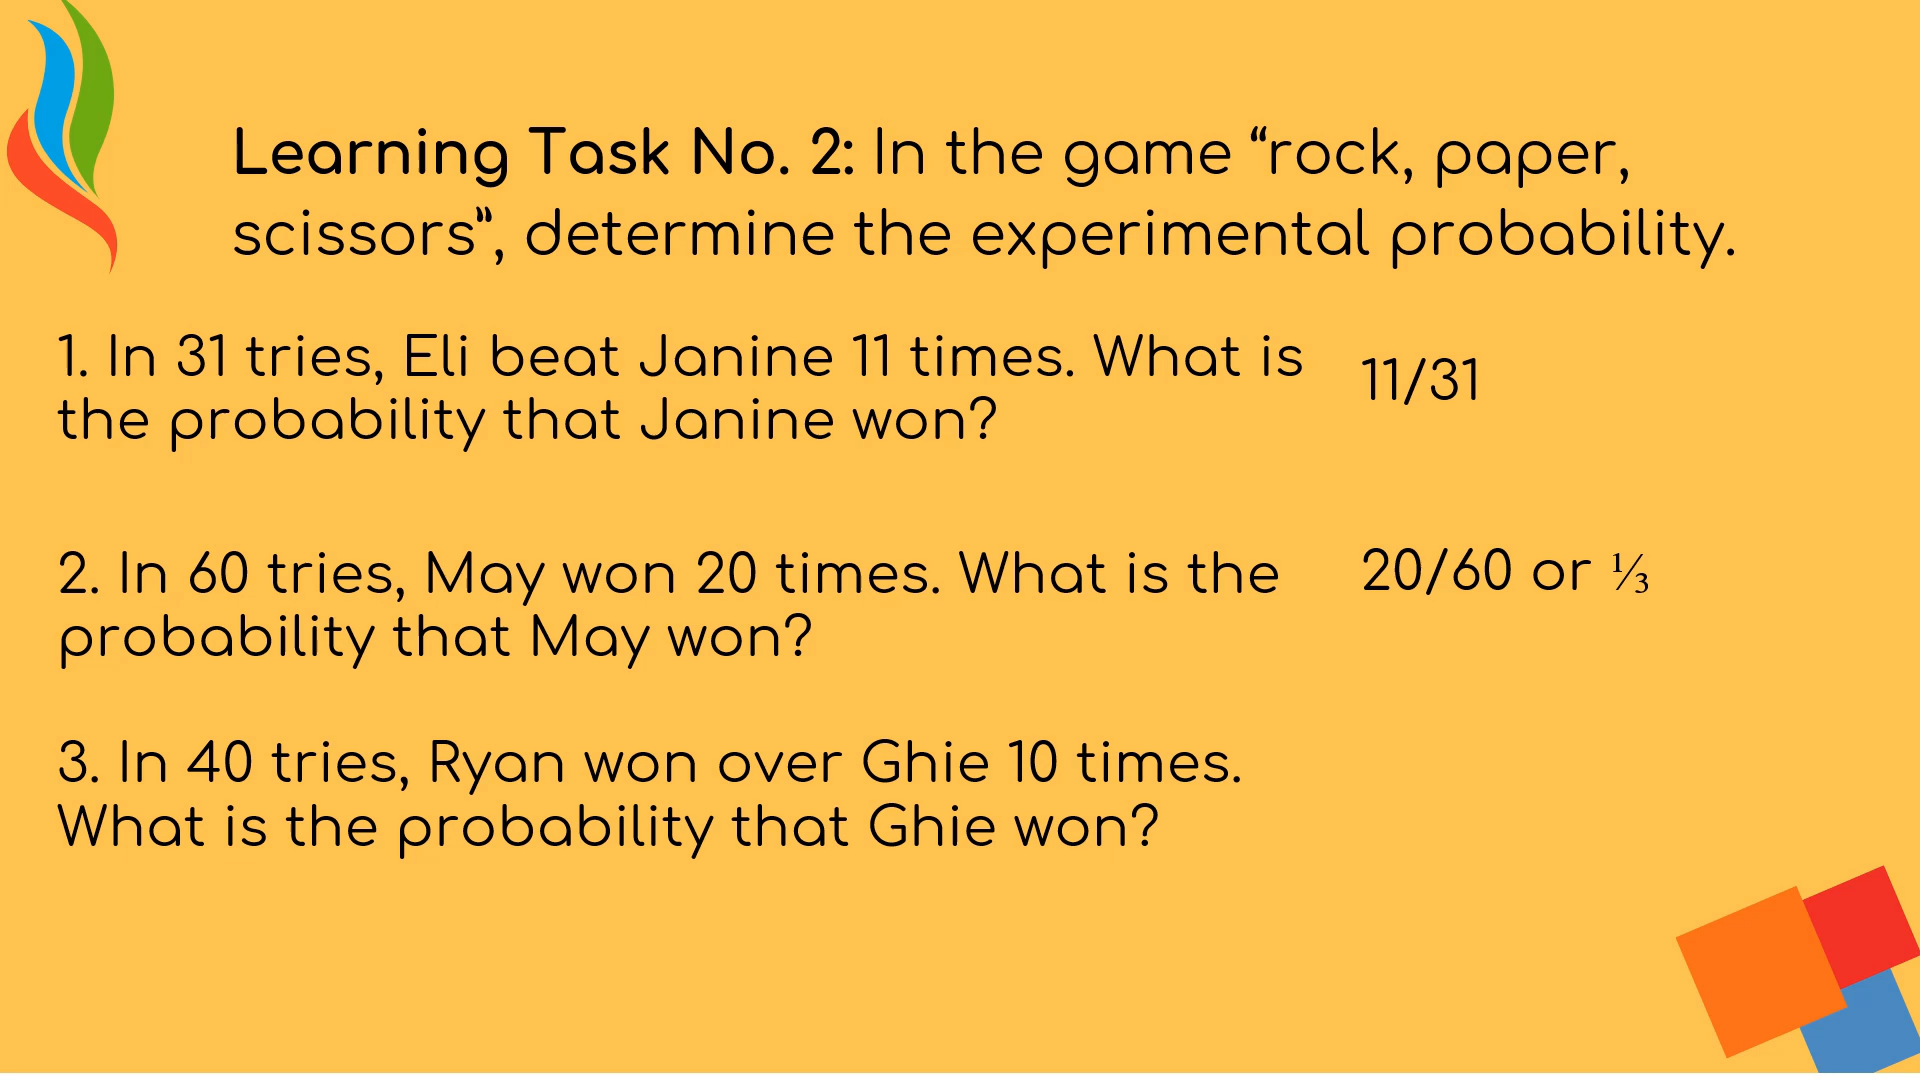 Learning Task No. 2: In the game “rock, paper,
scissors”, determine the experimental probability.
1. In 31 tries, Eli beat Janine 11 times. What is
the probability that Janine won?
11/31
2. In 60 tries, May won 20 times. What is the
probability that May won?
20/60 or ⅓
3. In 40 tries, Ryan won over Ghie 10 times.
What is the probability that Ghie won?